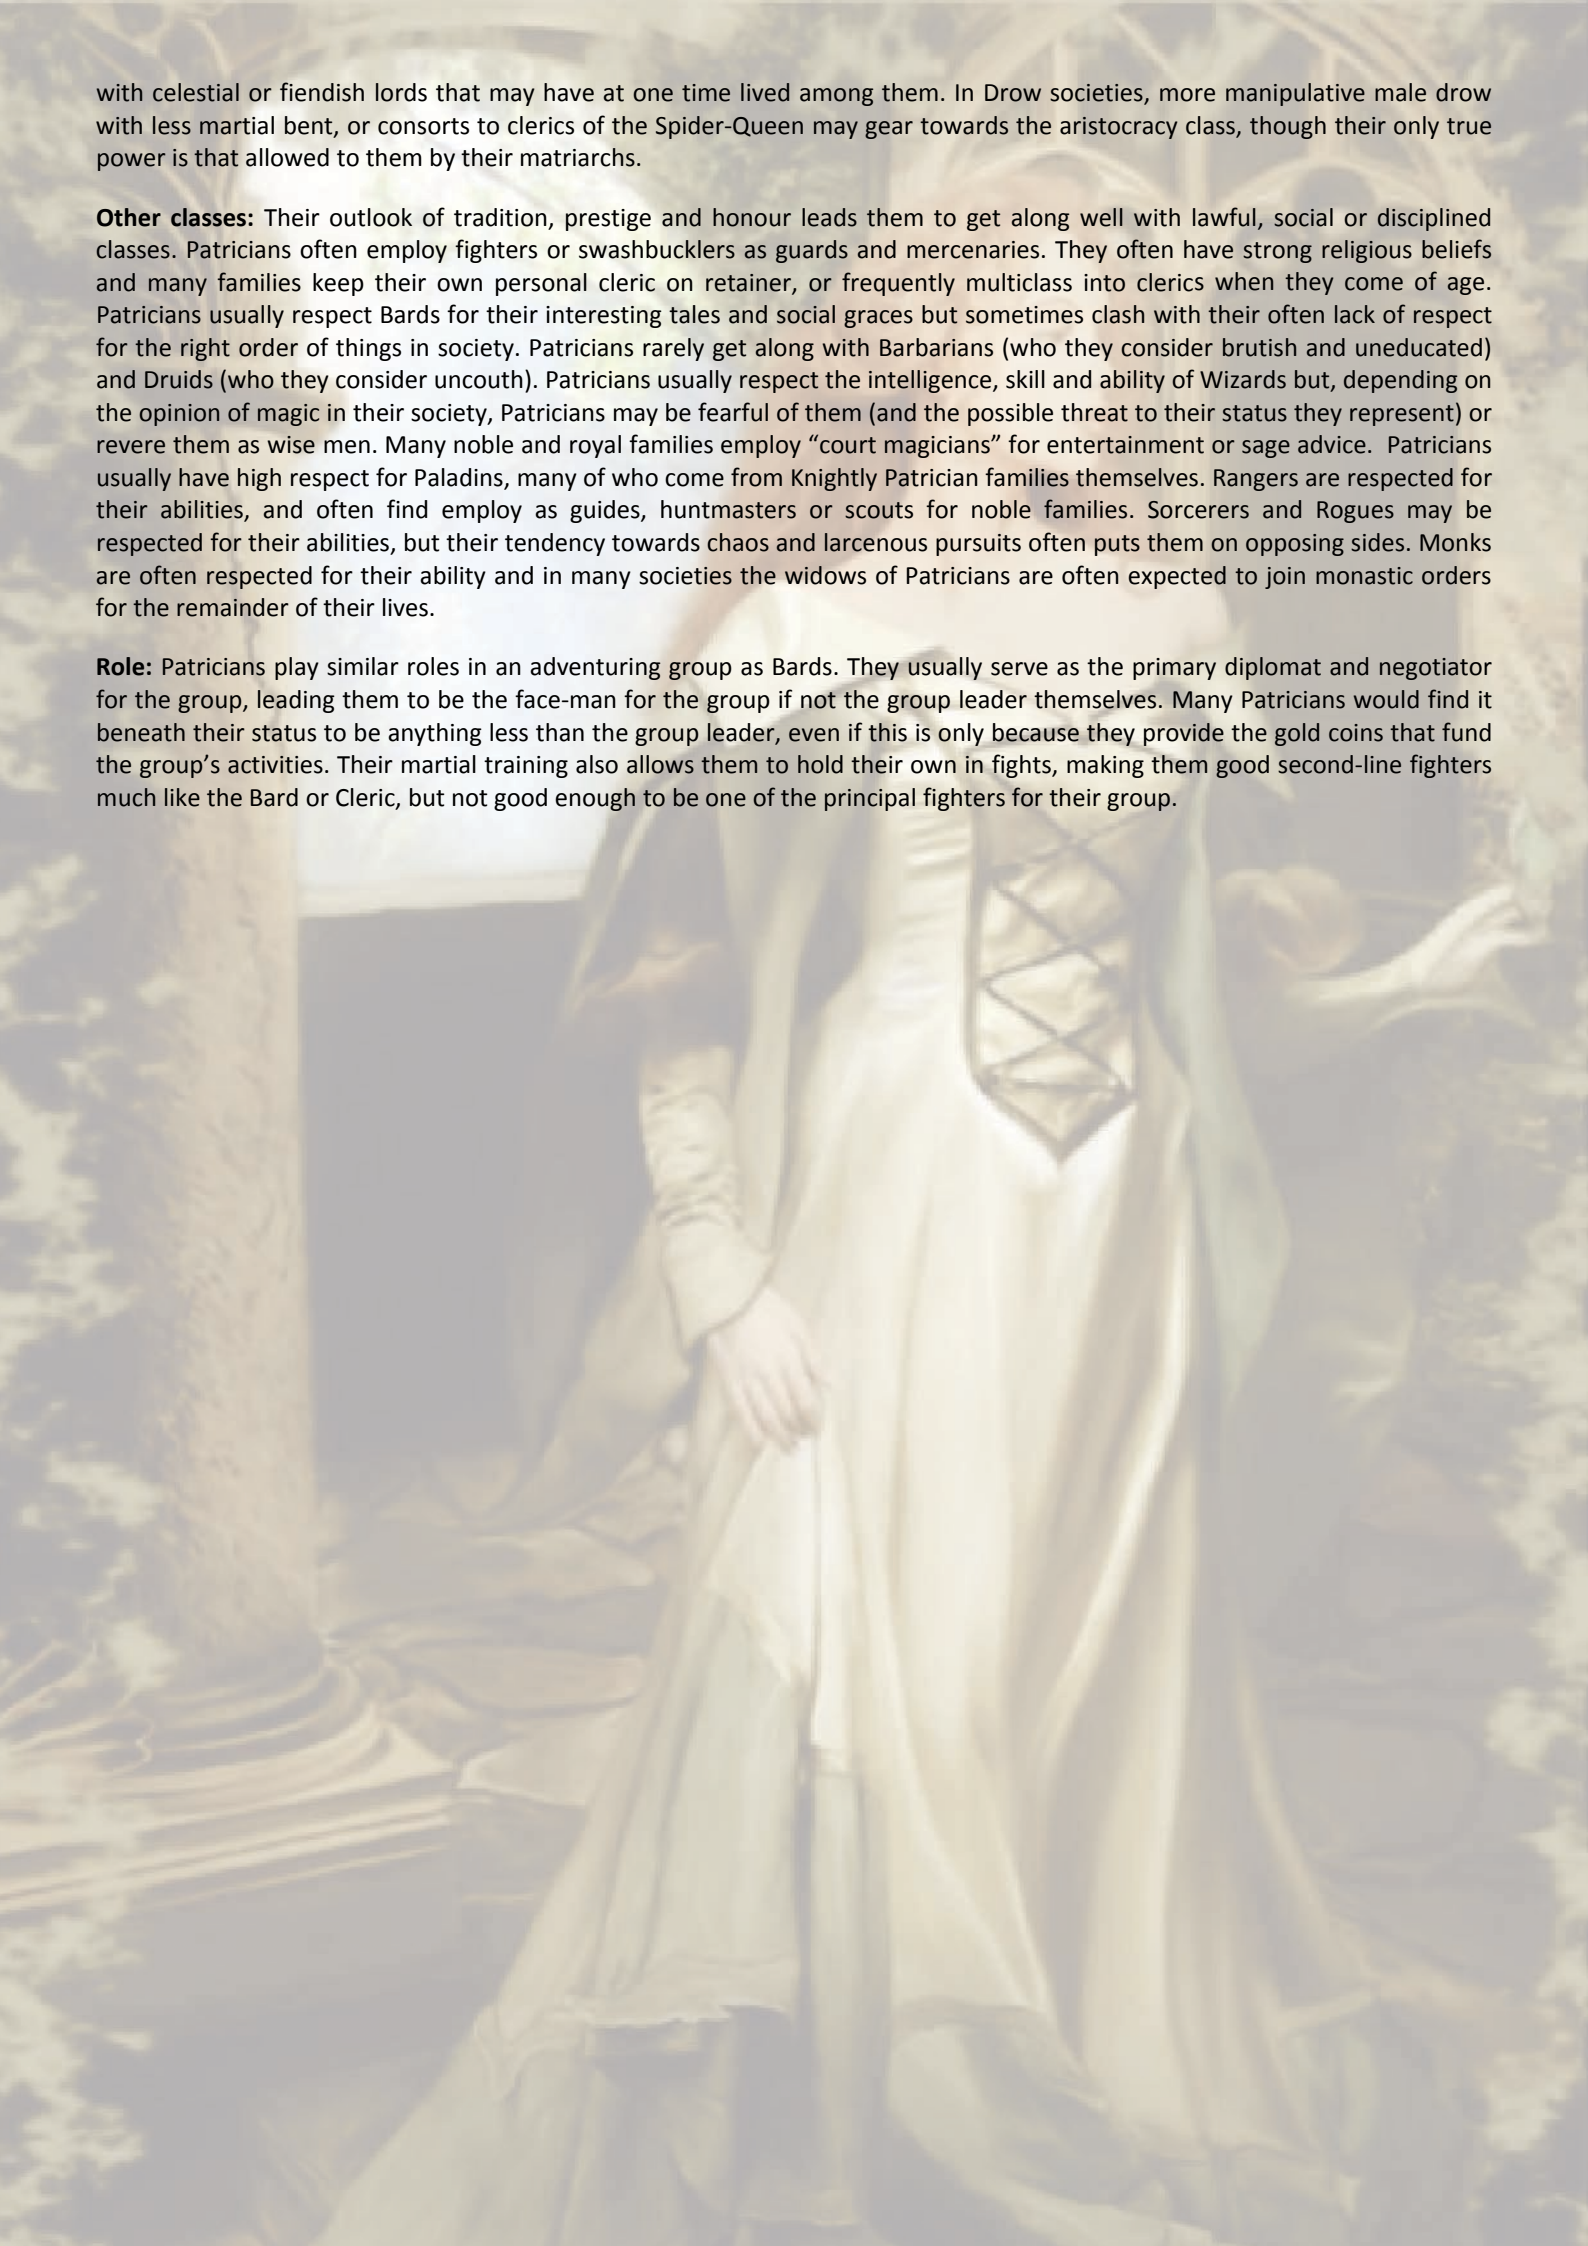 with celestial or fiendish lords that may have at one time lived among them. In Drow societies, more manipulative male drow
with less martial bent, or consorts to clerics of the Spider-Queen may gear towards the aristocracy class, though their only true
power is that allowed to them by their matriarchs.
Other classes: Their outlook of tradition, prestige and honour leads them to get along well with lawful, social or disciplined
classes. Patricians often employ fighters or swashbucklers as guards and mercenaries. They often have strong religious beliefs
and many families keep their own personal cleric on retainer, or frequently multiclass into clerics when they come of age.
Patricians usually respect Bards for their interesting tales and social graces but sometimes clash with their often lack of respect
for the right order of things in society. Patricians rarely get along with Barbarians (who they consider brutish and uneducated)
and Druids (who they consider uncouth). Patricians usually respect the intelligence, skill and ability of Wizards but, depending on
the opinion of magic in their society, Patricians may be fearful of them (and the possible threat to their status they represent) or
revere them as wise men. Many noble and royal families employ “court magicians” for entertainment or sage advice.  Patricians
usually have high respect for Paladins, many of who come from Knightly Patrician families themselves. Rangers are respected for
their abilities, and often find employ as guides, huntmasters or scouts for noble families. Sorcerers and Rogues may be
respected for their abilities, but their tendency towards chaos and larcenous pursuits often puts them on opposing sides. Monks
are often respected for their ability and in many societies the widows of Patricians are often expected to join monastic orders
for the remainder of their lives.
Role: Patricians play similar roles in an adventuring group as Bards. They usually serve as the primary diplomat and negotiator
for the group, leading them to be the face-man for the group if not the group leader themselves. Many Patricians would find it
beneath their status to be anything less than the group leader, even if this is only because they provide the gold coins that fund
the group’s activities. Their martial training also allows them to hold their own in fights, making them good second-line fighters
much like the Bard or Cleric, but not good enough to be one of the principal fighters for their group.